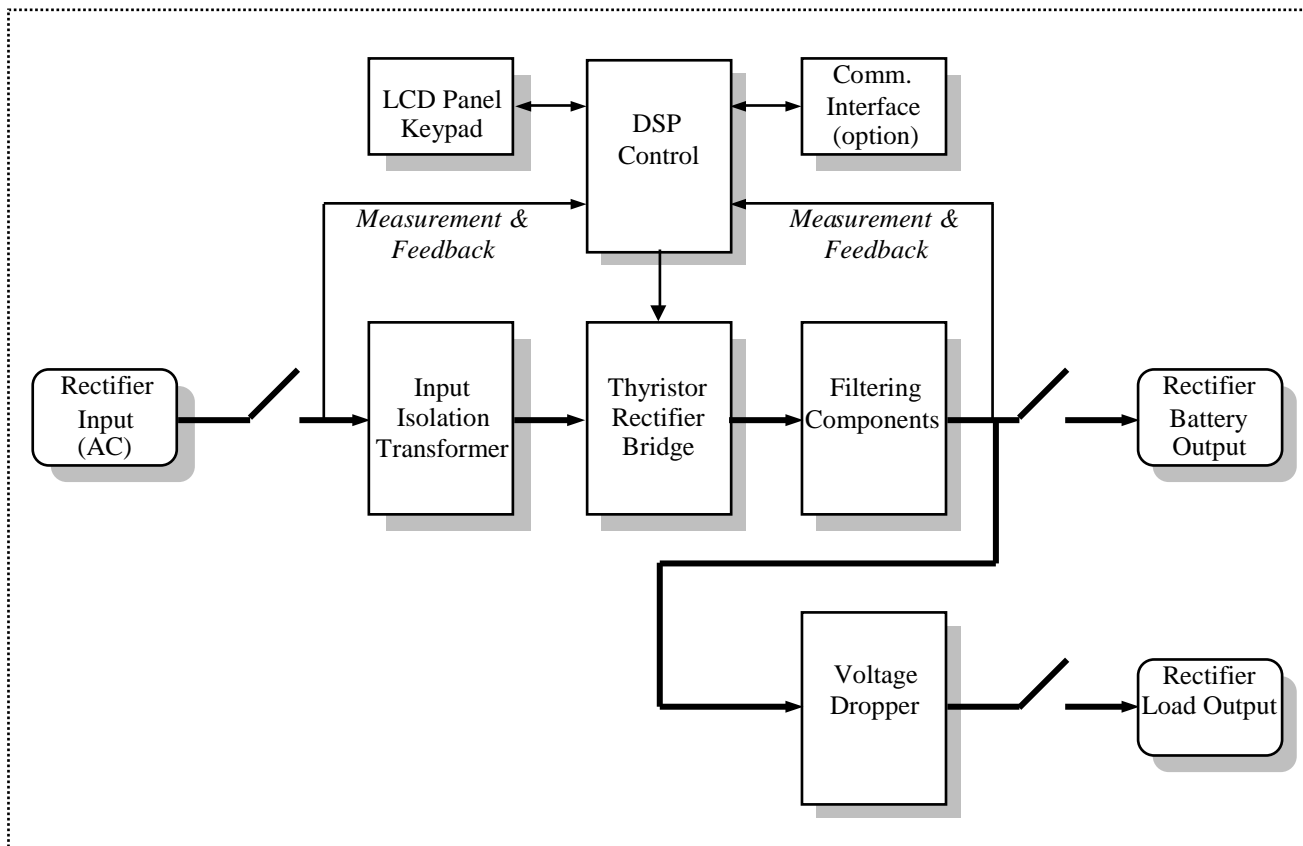 LCD Panel
Keypad
DSP
Control
Comm.
Interface
(option)
Measurement &
Feedback
Measurement &
Feedback
Rectifier
Input
(AC)
Input
Isolation
Transformer
Thyristor
Rectifier
Bridge
Filtering
Components
Rectifier
Battery
Output
Voltage
Dropper
Rectifier
Load Output